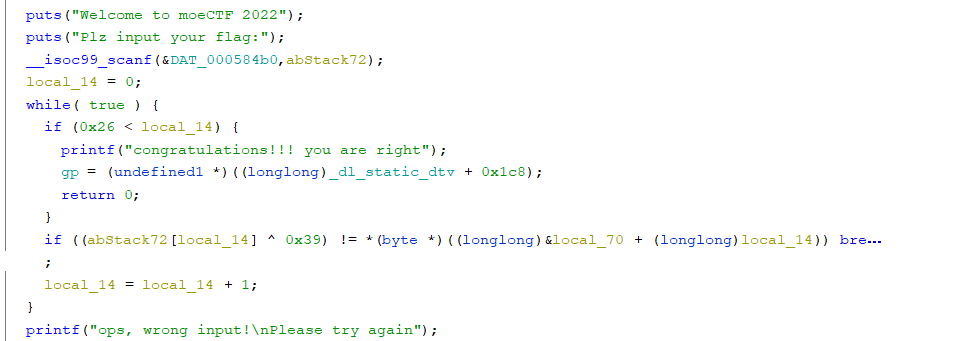 puts("Welcome to moeCTF 2022");
puts("Plz input your flag:");
__isoc99_scanf(&DAT_000584b0,abStack72);
local_14 = 0;
while( true ) {
if (0x26 < local_14) {
printf("congratulations!!! you are right");
gp = (undefined1 *)((longlong)_dl_static_dtv + 0x1c8);
return 0;
}
if ((abStack72[local_14] ^ 0x39) != *(byte *)((longlong)&local_70 + (longlong)local_14)) bre...
;
local_14 = local_14 + 1;
}
printf("ops, wrong input!\nPlease try again");